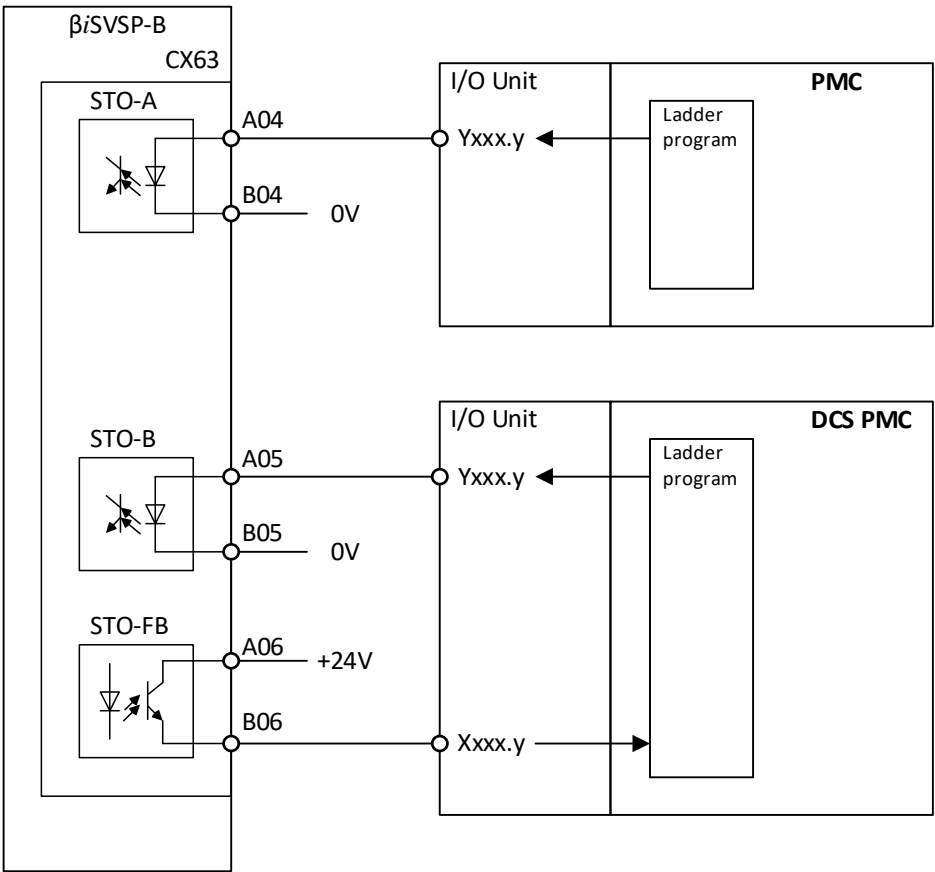 βiSVSP-B
CX63
STO-A
A04
B04
0V
I/O Unit
PMC
Yxxx.y
Ladder
program
STO-B
A05
B05
0V
STO-FB
A06
+24V
B06
I/O Unit
DCS PMC
Yxxx.y
Ladder
program
Xxxx.y